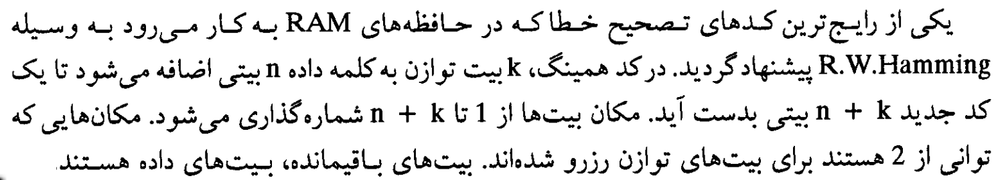 یکی از رایج‌ترین کدهای تصحیح خطا که در حافظه‌های RAM به کار می‌رود به وسیله
R.W.Hamming پیشنهاد گردید. در کد همینگ، k بیت توازن به کلمه داده n بیتی اضافه می‌شود تا یک
کد جدید n + k بیتی بدست آید. مکان بیت‌ها از 1 تا n + k شماره‌گذاری می‌شود. مکان‌هایی که
توانی از 2 هستند برای بیت‌های توازن رزرو شده‌اند. بیت‌های باقیمانده، بیت‌های داده هستند.